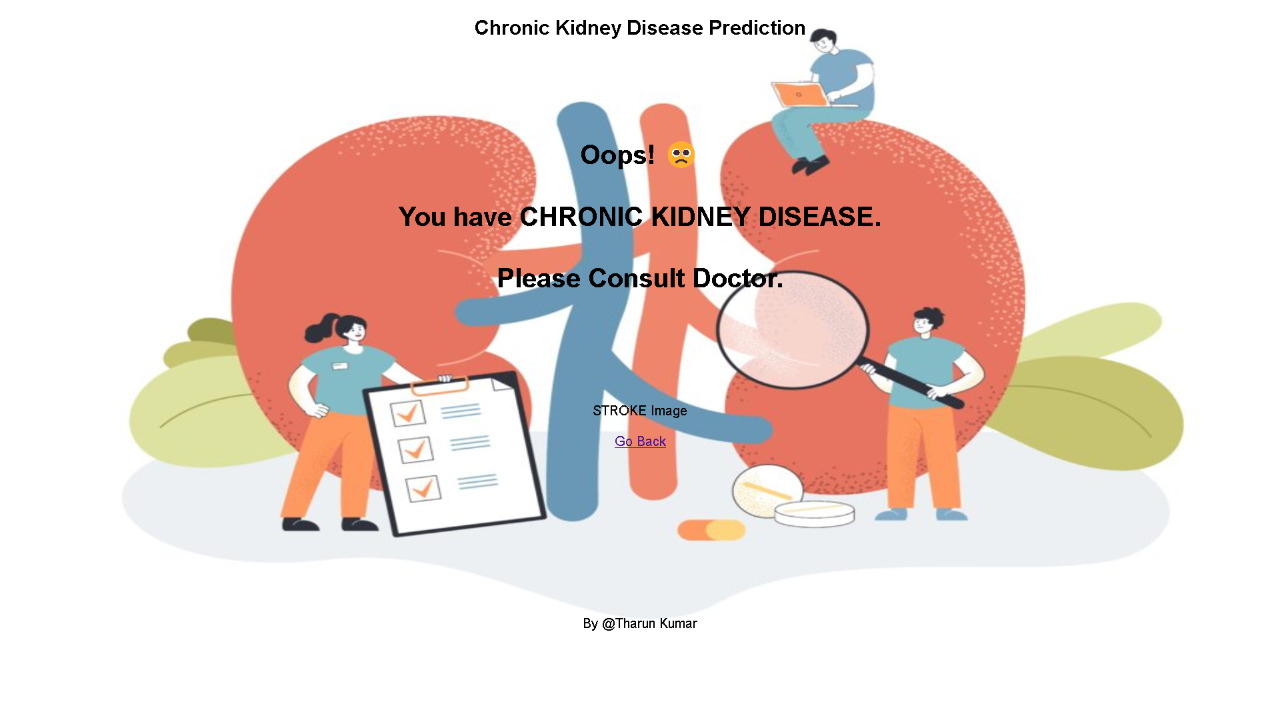 Chronic Kidney Disease Prediction
Oops! 🙁
You have CHRONIC KIDNEY DISEASE.
Please Consult Doctor.
STROKE Image
Go Back
By @Tharun Kumar